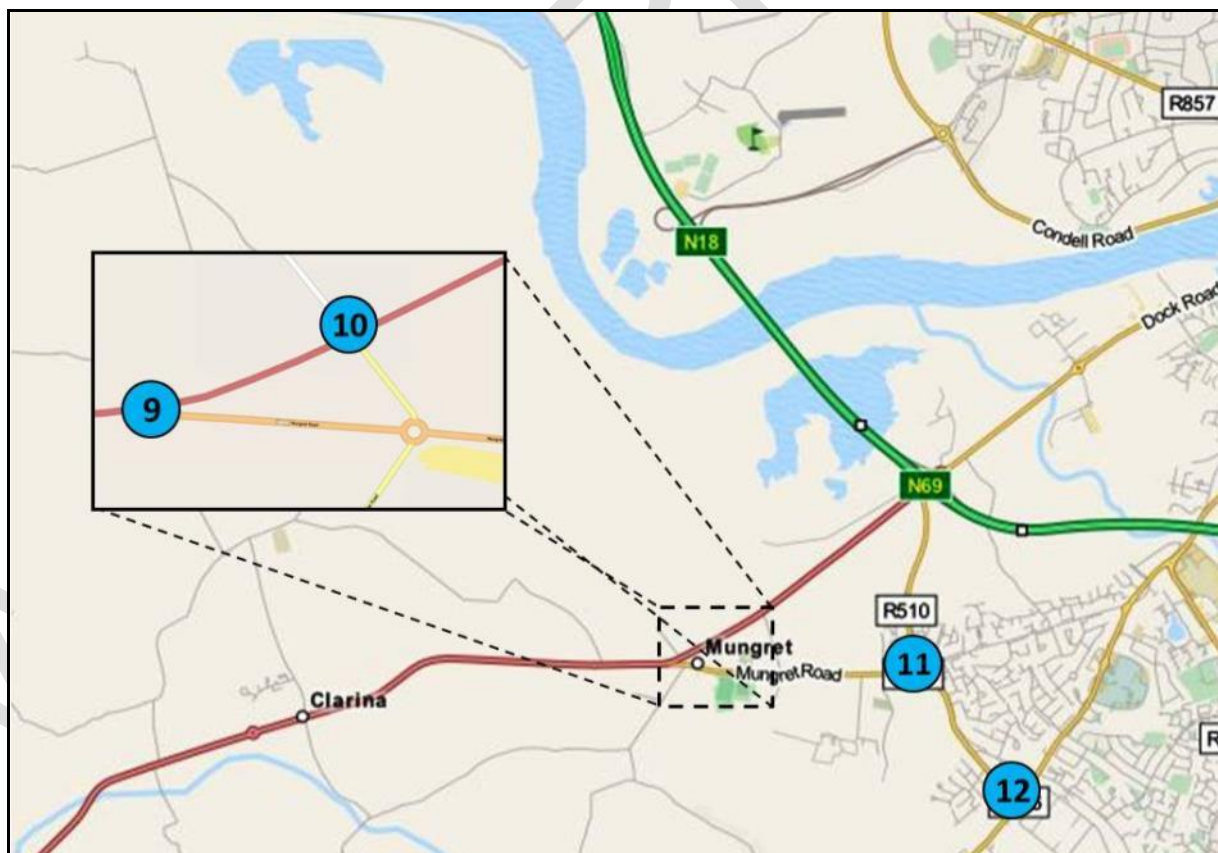 R857
N18
Condell Road
Dock Road
10
9
N69
R510
Mungret
11
Mungret Road
Clarina
R
12